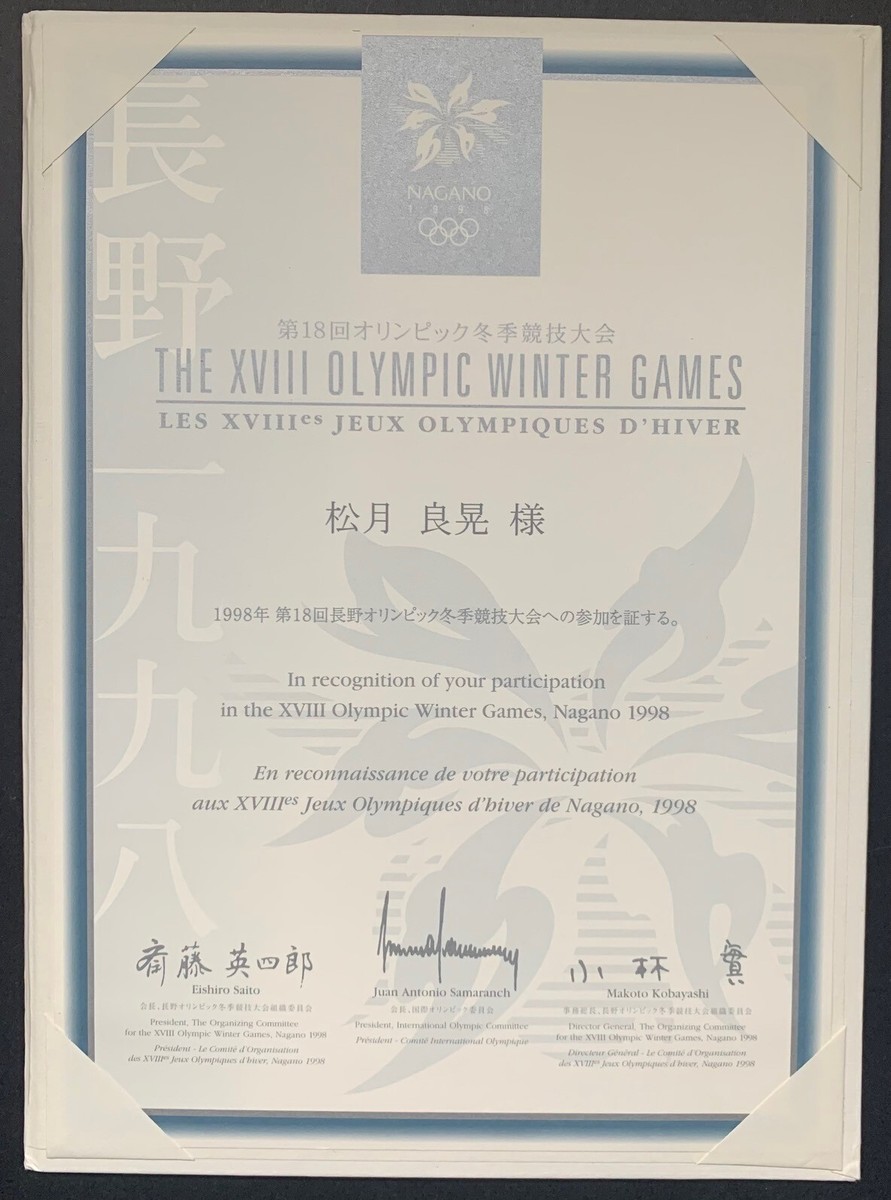 長野一九九八
NAGANO
1998
第18回オリンピック冬季競技大会
THE XVIII OLYMPIC WINTER GAMES
LES XVIIIes JEUX OLYMPIQUES D'HIVER
松月 良晃 様
1998年 第18回長野オリンピック冬季競技大会への参加を証する。
In recognition of your participation
in the XVIII Olympic Winter Games, Nagano 1998
En reconnaissance de votre participation
aux XVIIIes Jeux Olympiques d'hiver de Nagano, 1998
斉藤 英四郎
Eishiro Saito
会長、長野オリンピック冬季競技大会組織委員会
President, The Organizing Committee
for the XVIII Olympic Winter Games, Nagano 1998
Président - Le Comité d'Organisation
des XVIIIes Jeux Olympiques d'hiver, Nagano 1998
Juan Antonio Samaranch
会長、国際オリンピック委員会
President, International Olympic Committee
Président - Comité International Olympique
小林 實
Makoto Kobayashi
事務総長、長野オリンピック冬季競技大会組織委員会
Director General, The Organizing Committee
for the XVIII Olympic Winter Games, Nagano 1998
Directeur Général - Le Comité d'Organisation
des XVIIIes Jeux Olympiques d'hiver, Nagano 1998